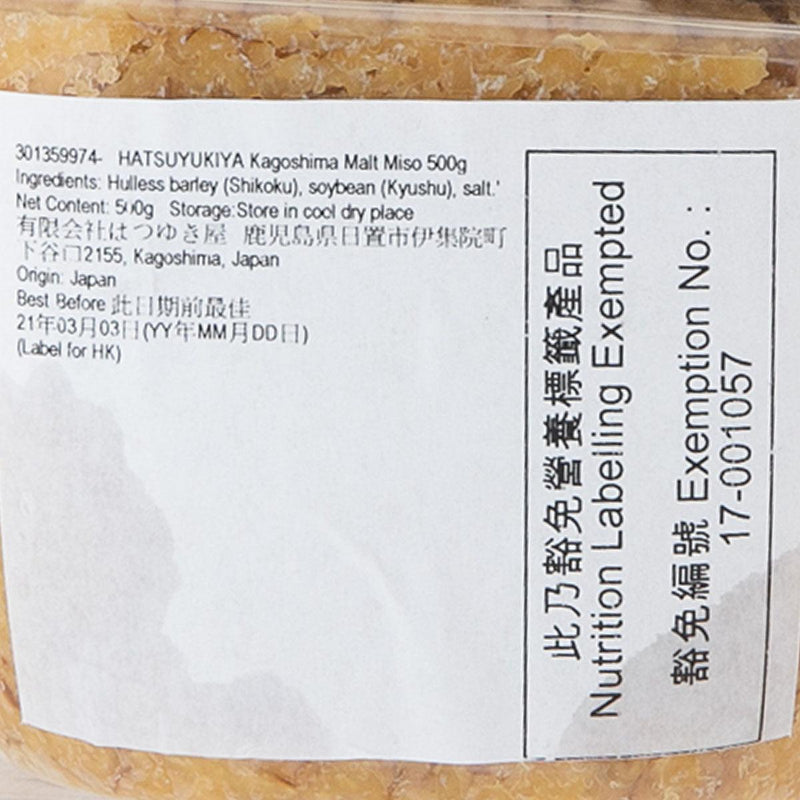 301359974- HATSUYUKIYA Kagoshima Malt Miso 500g
Ingredients: Hulless barley (Shikoku), soybean (Kyushu), salt.'
Net Content: 500g Storage:Store in cool dry place
有限会社はつゆき屋 鹿児島県日置市伊集院町
下谷口2155, Kagoshima, Japan
Origin: Japan
Best Before 此日期前最佳
21年03月03日(YY年MM月DD日)
(Label for HK)
此乃豁免營養標籤產品
Nutrition Labelling Exempted
豁免編號 Exemption No. :
17-001057